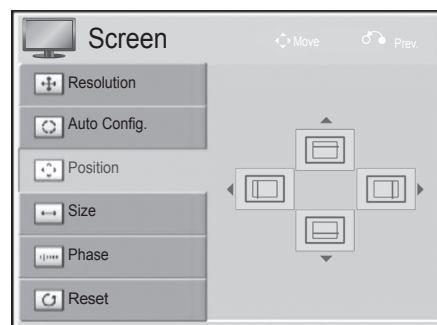 Screen
Move
Prev.
Resolution
Auto Config.
Position
Size
Phase
Reset